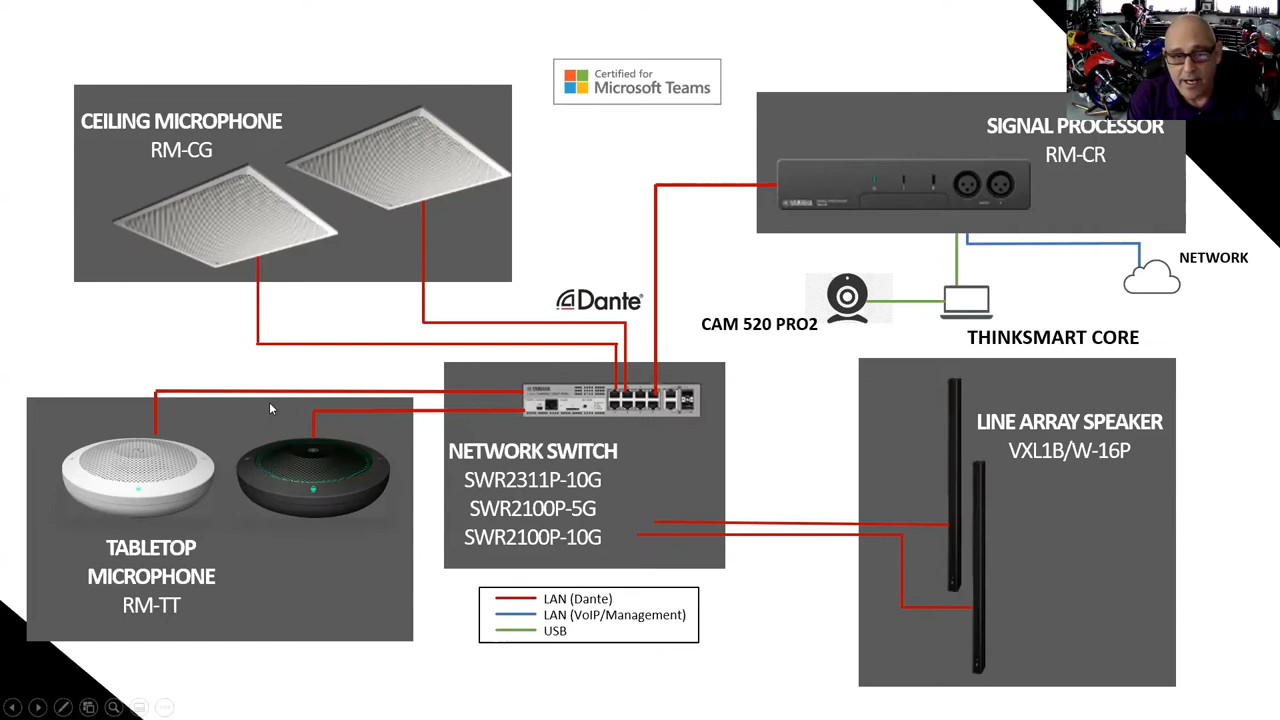 Certified for
Microsoft Teams
CEILING MICROPHONE
RM-CG
SIGNAL PROCESSOR
RM-CR
YAMAHA
NETWORK
Dante
CAM 520 PRO2
THINKSMART CORE
LINE ARRAY SPEAKER
VXL1B/W-16P
NETWORK SWITCH
SWR2311P-10G
SWR2100P-5G
SWR2100P-10G
TABLETOP
MICROPHONE
RM-TT
LAN (Dante)
LAN (VoIP/Management)
USB